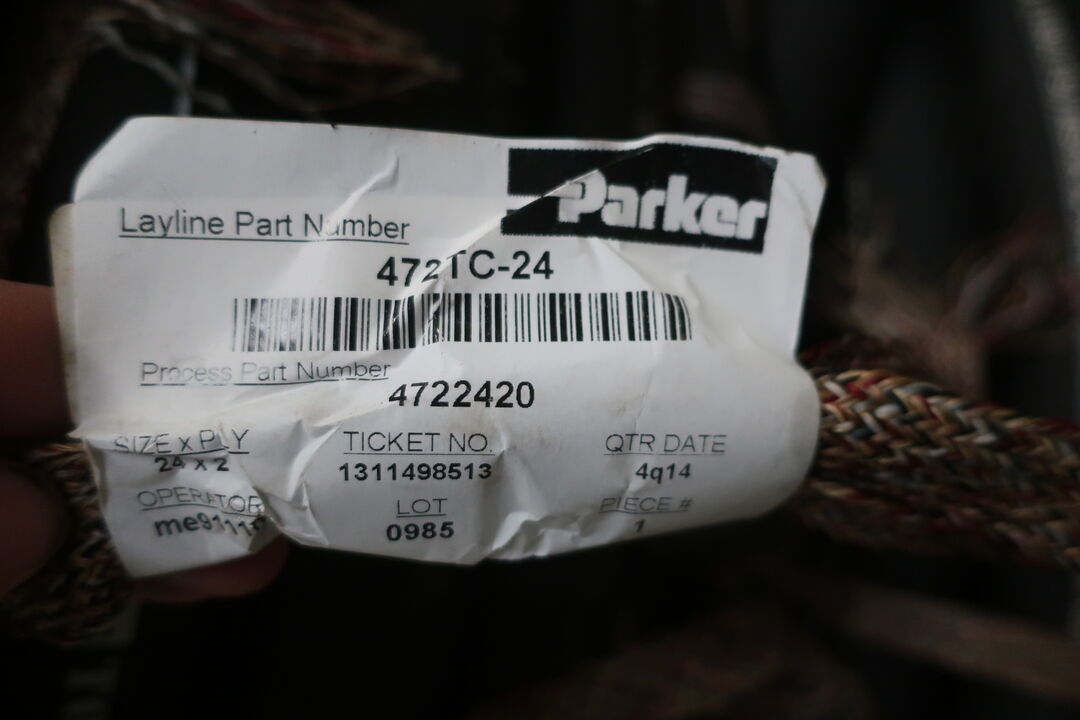 Parker
Layline Part Number
472TC-24
Process Part Number
4722420
SIZE x PLY
24 x 2
TICKET NO.
1311498513
QTR DATE
4q14
OPERATOR
LOT
0985
PIECE #
1